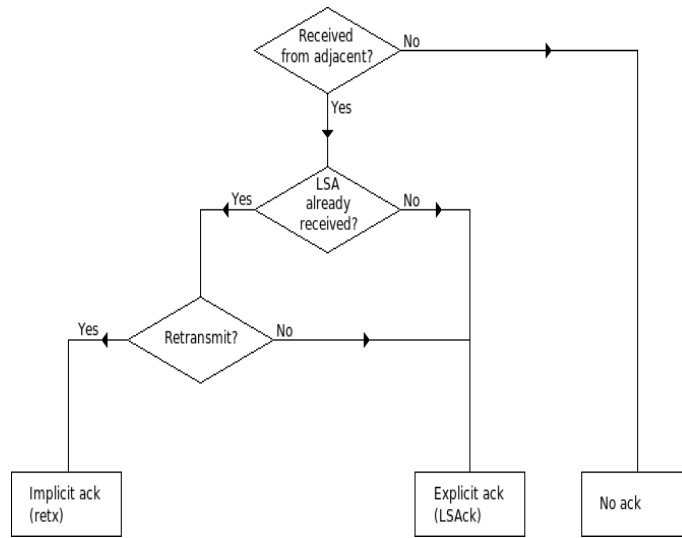 Received
from adjacent?
No
Yes
LSA
already
received?
Yes
No
Retransmit?
Yes
No
Implicit ack
(retx)
Explicit ack
(LSAck)
No ack